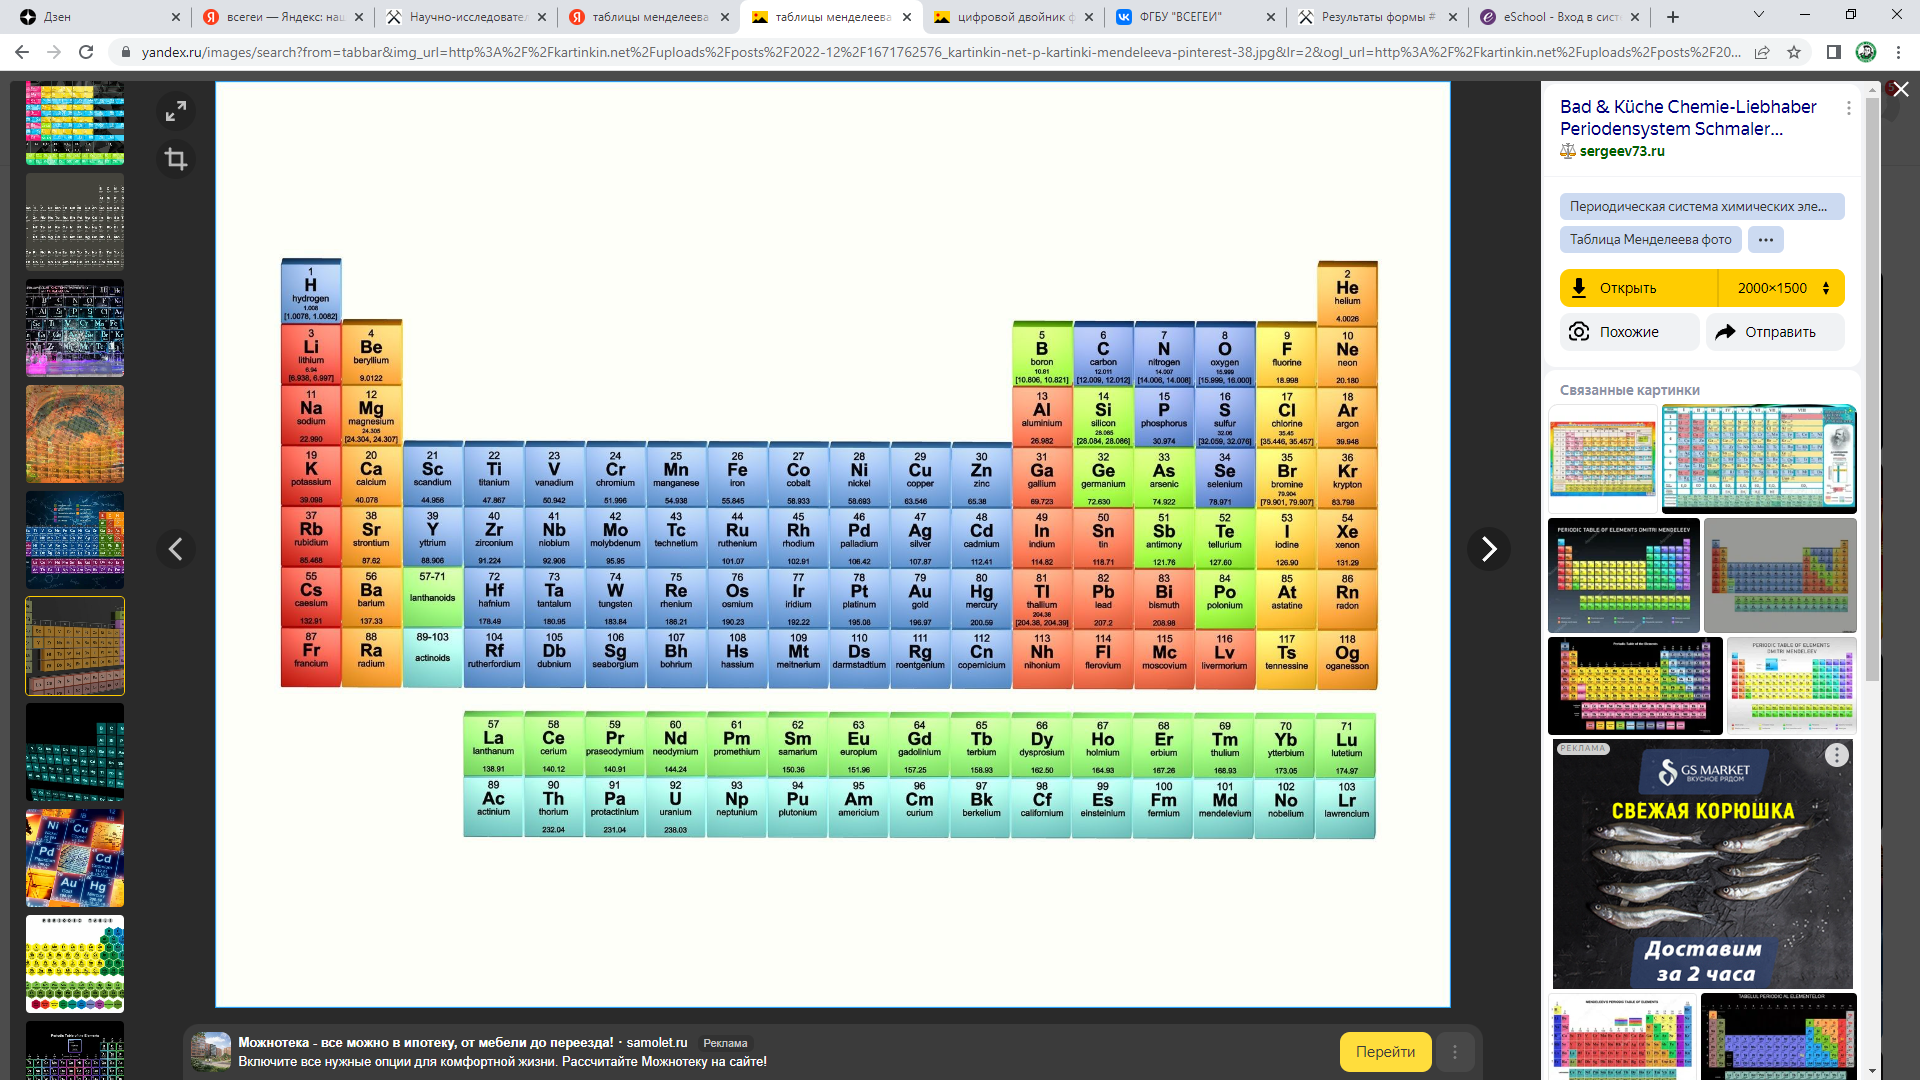 Дзен
всегеи — Яндекс: на
Научно-исследовател
таблицы менделеева
таблицы менделеева
цифровой двойник ф
ФГБУ "ВСЕГЕИ"
Результаты формы #
eSchool - Вход в сист
yandex.ru/images/search?from=tabbar&img_url=http%3A%2F%2Fkartinkin.net%2Fuploads%2Fposts%2F2022-12%2F1671762576_kartinkin-net-p-kartinki-mendeleeva-pinterest-38.jpg&lr=2&ogl_url=http%3A%2F%2Fkartinkin.net%2Fuploads%2Fposts%2F20...
1 2
H He
hydrogen helium
1.008
[1.0078, 1.0082] 4.0026
3 4 5 6 7 8 9 10
Li Be B C N O F Ne
lithium beryllium boron carbon nitrogen oxygen fluorine neon
6.94 10.81 12.011 14.007 15.999
[6.938, 6.997] 9.0122 [10.806, 10.821] [12.009, 12.012] [14.006, 14.008] [15.999, 16.000] 18.998 20.180
11 12 13 14 15 16 17 18
Na Mg Al Si P S Cl Ar
sodium magnesium aluminium silicon phosphorus sulfur chlorine argon
24.305 28.085 32.06 35.45
22.990 [24.304, 24.307] 26.982 [28.084, 28.086] 30.974 [32.059, 32.076] [35.446, 35.457] 39.948
19 20 21 22 23 24 25 26 27 28 29 30 31 32 33 34 35 36
K Ca Sc Ti V Cr Mn Fe Co Ni Cu Zn Ga Ge As Se Br Kr
potassium calcium scandium titanium vanadium chromium manganese iron cobalt nickel copper zinc gallium germanium arsenic selenium bromine krypton
79.904
39.098 40.078 44.956 47.867 50.942 51.996 54.938 55.845 58.933 58.693 63.546 65.38 69.723 72.630 74.922 78.971 [79.901, 79.907] 83.798
37 38 39 40 41 42 43 44 45 46 47 48 49 50 51 52 53 54
Rb Sr Y Zr Nb Mo Tc Ru Rh Pd Ag Cd In Sn Sb Te I Xe
rubidium strontium yttrium zirconium niobium molybdenum technetium ruthenium rhodium palladium silver cadmium indium tin antimony tellurium iodine xenon
85.468 87.62 88.906 91.224 92.906 95.95 101.07 102.91 106.42 107.87 112.41 114.82 118.71 121.76 127.60 126.90 131.29
55 56 57-71 72 73 74 75 76 77 78 79 80 81 82 83 84 85 86
Cs Ba lanthanoids Hf Ta W Re Os Ir Pt Au Hg Tl Pb Bi Po At Rn
caesium barium hafnium tantalum tungsten rhenium osmium iridium platinum gold mercury thallium lead bismuth polonium astatine radon
204.38
132.91 137.33 178.49 180.95 183.84 186.21 190.23 192.22 195.08 196.97 200.59 [204.38, 204.39] 207.2 208.98
87 88 89-103 104 105 106 107 108 109 110 111 112 113 114 115 116 117 118
Fr Ra actinoids Rf Db Sg Bh Hs Mt Ds Rg Cn Nh Fl Mc Lv Ts Og
francium radium rutherfordium dubnium seaborgium bohrium hassium meitnerium darmstadtium roentgenium copernicium nihonium flerovium moscovium livermorium tennessine oganesson
57 58 59 60 61 62 63 64 65 66 67 68 69 70 71
La Ce Pr Nd Pm Sm Eu Gd Tb Dy Ho Er Tm Yb Lu
lanthanum cerium praseodymium neodymium promethium samarium europium gadolinium terbium dysprosium holmium erbium thulium ytterbium lutetium
138.91 140.12 140.91 144.24 150.36 151.96 157.25 158.93 162.50 164.93 167.26 168.93 173.05 174.97
89 90 91 92 93 94 95 96 97 98 99 100 101 102 103
Ac Th Pa U Np Pu Am Cm Bk Cf Es Fm Md No Lr
actinium thorium protactinium uranium neptunium plutonium americium curium berkelium californium einsteinium fermium mendelevium nobelium lawrencium
232.04 231.04 238.03
Bad & Küche Chemie-Liebhaber
Periodensystem Schmaler...
sergeev73.ru
Периодическая система химических эле...
Таблица Менделеева фото
Открыть
2000×1500
Похожие
Отправить
Связанные картинки
PERIODIC TABLE OF ELEMENTS DMITRI MENDELEEV
PERIODIC TABLE OF ELEMENTS
DMITRI MENDELEEV
РЕКЛАМА
GS MARKET
ВКУСНОЕ РЯДОМ
СВЕЖАЯ КОРЮШКА
Доставим
за 2 часа
TABELUL PERIODIC AL ELEMENTELOR
Можнотека - все можно в ипотеку, от мебели до переезда! · samolet.ru Реклама
Включите все нужные опции для комфортной жизни. Рассчитайте Можнотеку на сайте!
Перейти